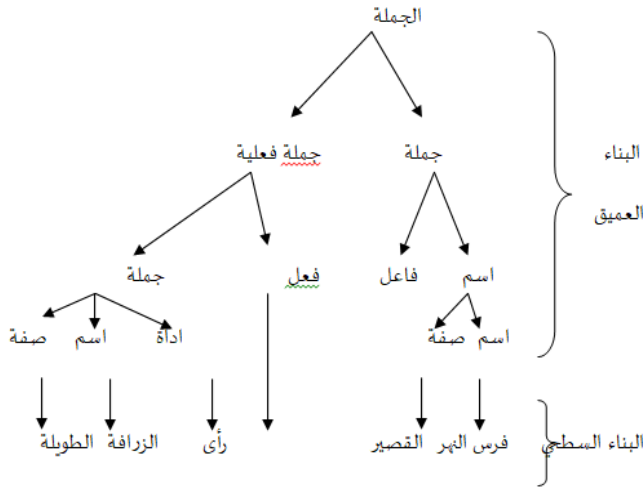 الجملة
جملة جملة فعلية
البناء
العميق
اسم فاعل فعل جملة
اسم صفة اداة اسم صفة
البناء السطحي فرس النهر القصير رأى الزرافة الطويلة